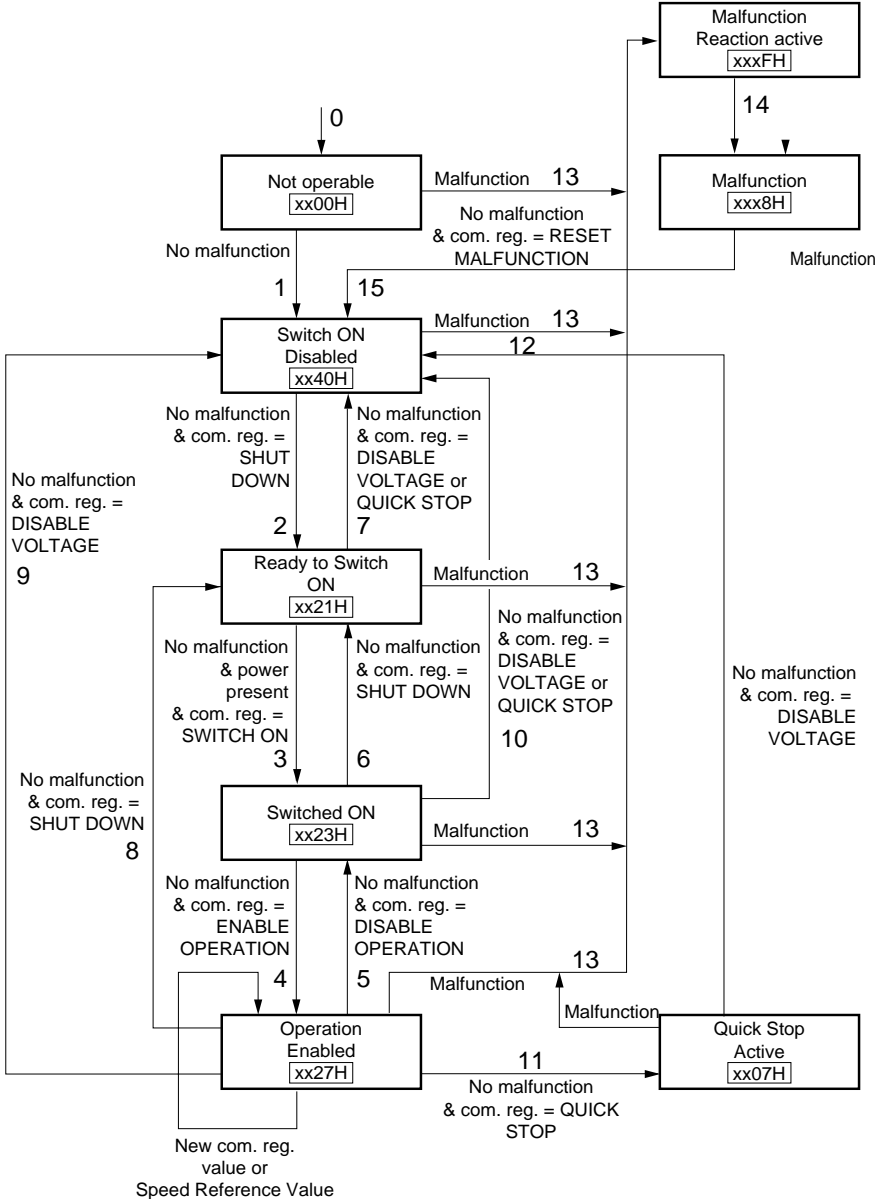 Malfunction
Reaction active
xxxFH
14
0
Not operable
xx00H
Malfunction 13
Malfunction
xxx8H
No malfunction
& com. reg. = RESET
MALFUNCTION
Malfunction
No malfunction
1
15
Switch ON
Disabled
xx40H
Malfunction 13
12
No malfunction
& com. reg. =
SHUT
DOWN
2
No malfunction
& com. reg. =
DISABLE
VOLTAGE or
QUICK STOP
7
No malfunction
& com. reg. =
DISABLE
VOLTAGE
9
Ready to Switch
ON
xx21H
Malfunction 13
No malfunction
& power
present
& com. reg. =
SWITCH ON
3
No malfunction
& com. reg. =
SHUT DOWN
6
No malfunction
& com. reg. =
DISABLE
VOLTAGE or
QUICK STOP
10
No malfunction
& com. reg. =
DISABLE
VOLTAGE
No malfunction
& com. reg. =
SHUT DOWN
8
Switched ON
xx23H
Malfunction 13
No malfunction
& com. reg. =
ENABLE
OPERATION
4
No malfunction
& com. reg. =
DISABLE
OPERATION
5
13
Malfunction
Malfunction
Operation
Enabled
xx27H
11
No malfunction
& com. reg. = QUICK
STOP
Quick Stop
Active
xx07H
New com. reg.
value or
Speed Reference Value